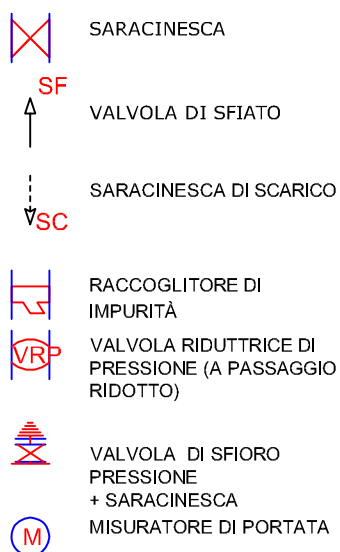 SARACINESCA
SF
VALVOLA DI SFIATO
SARACINESCA DI SCARICO
SC
RACCOGLITORE DI
IMPURITÀ
VRP
VALVOLA RIDUTTRICE DI
PRESSIONE (A PASSAGGIO
RIDOTTO)
VALVOLA DI SFIORO
PRESSIONE
+ SARACINESCA
M
MISURATORE DI PORTATA